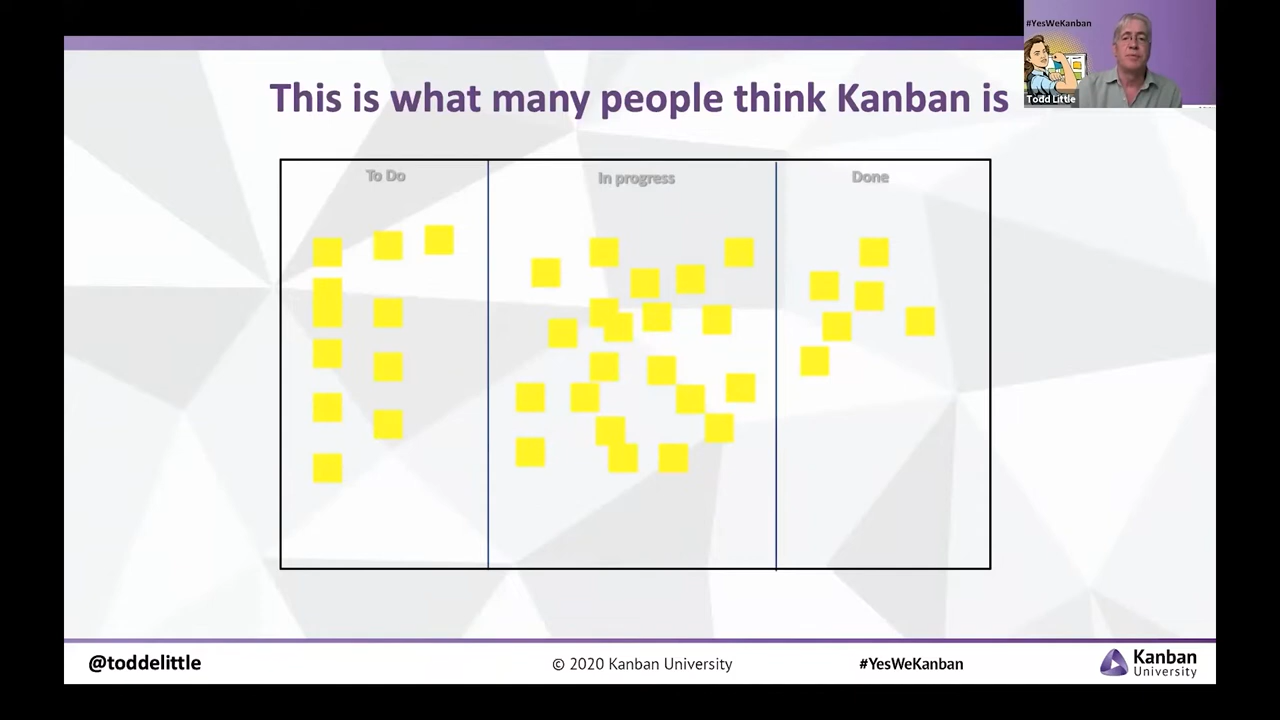 #YesWeKanban
Todd Little
This is what many people think Kanban is
To Do
In progress
Done
@toddelittle
© 2020 Kanban University
#YesWeKanban
Kanban
University